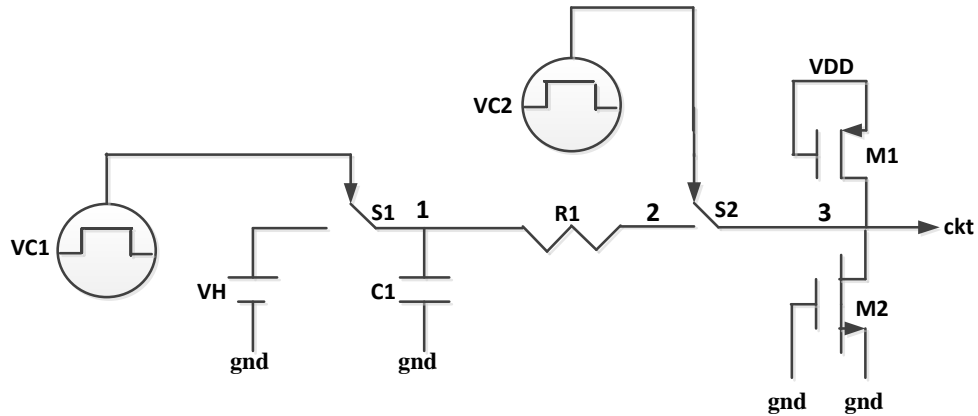 VDD
VC2
M1
S1
1
R1
2
S2
3
ckt
VC1
VH
C1
M2
gnd
gnd
gnd
gnd